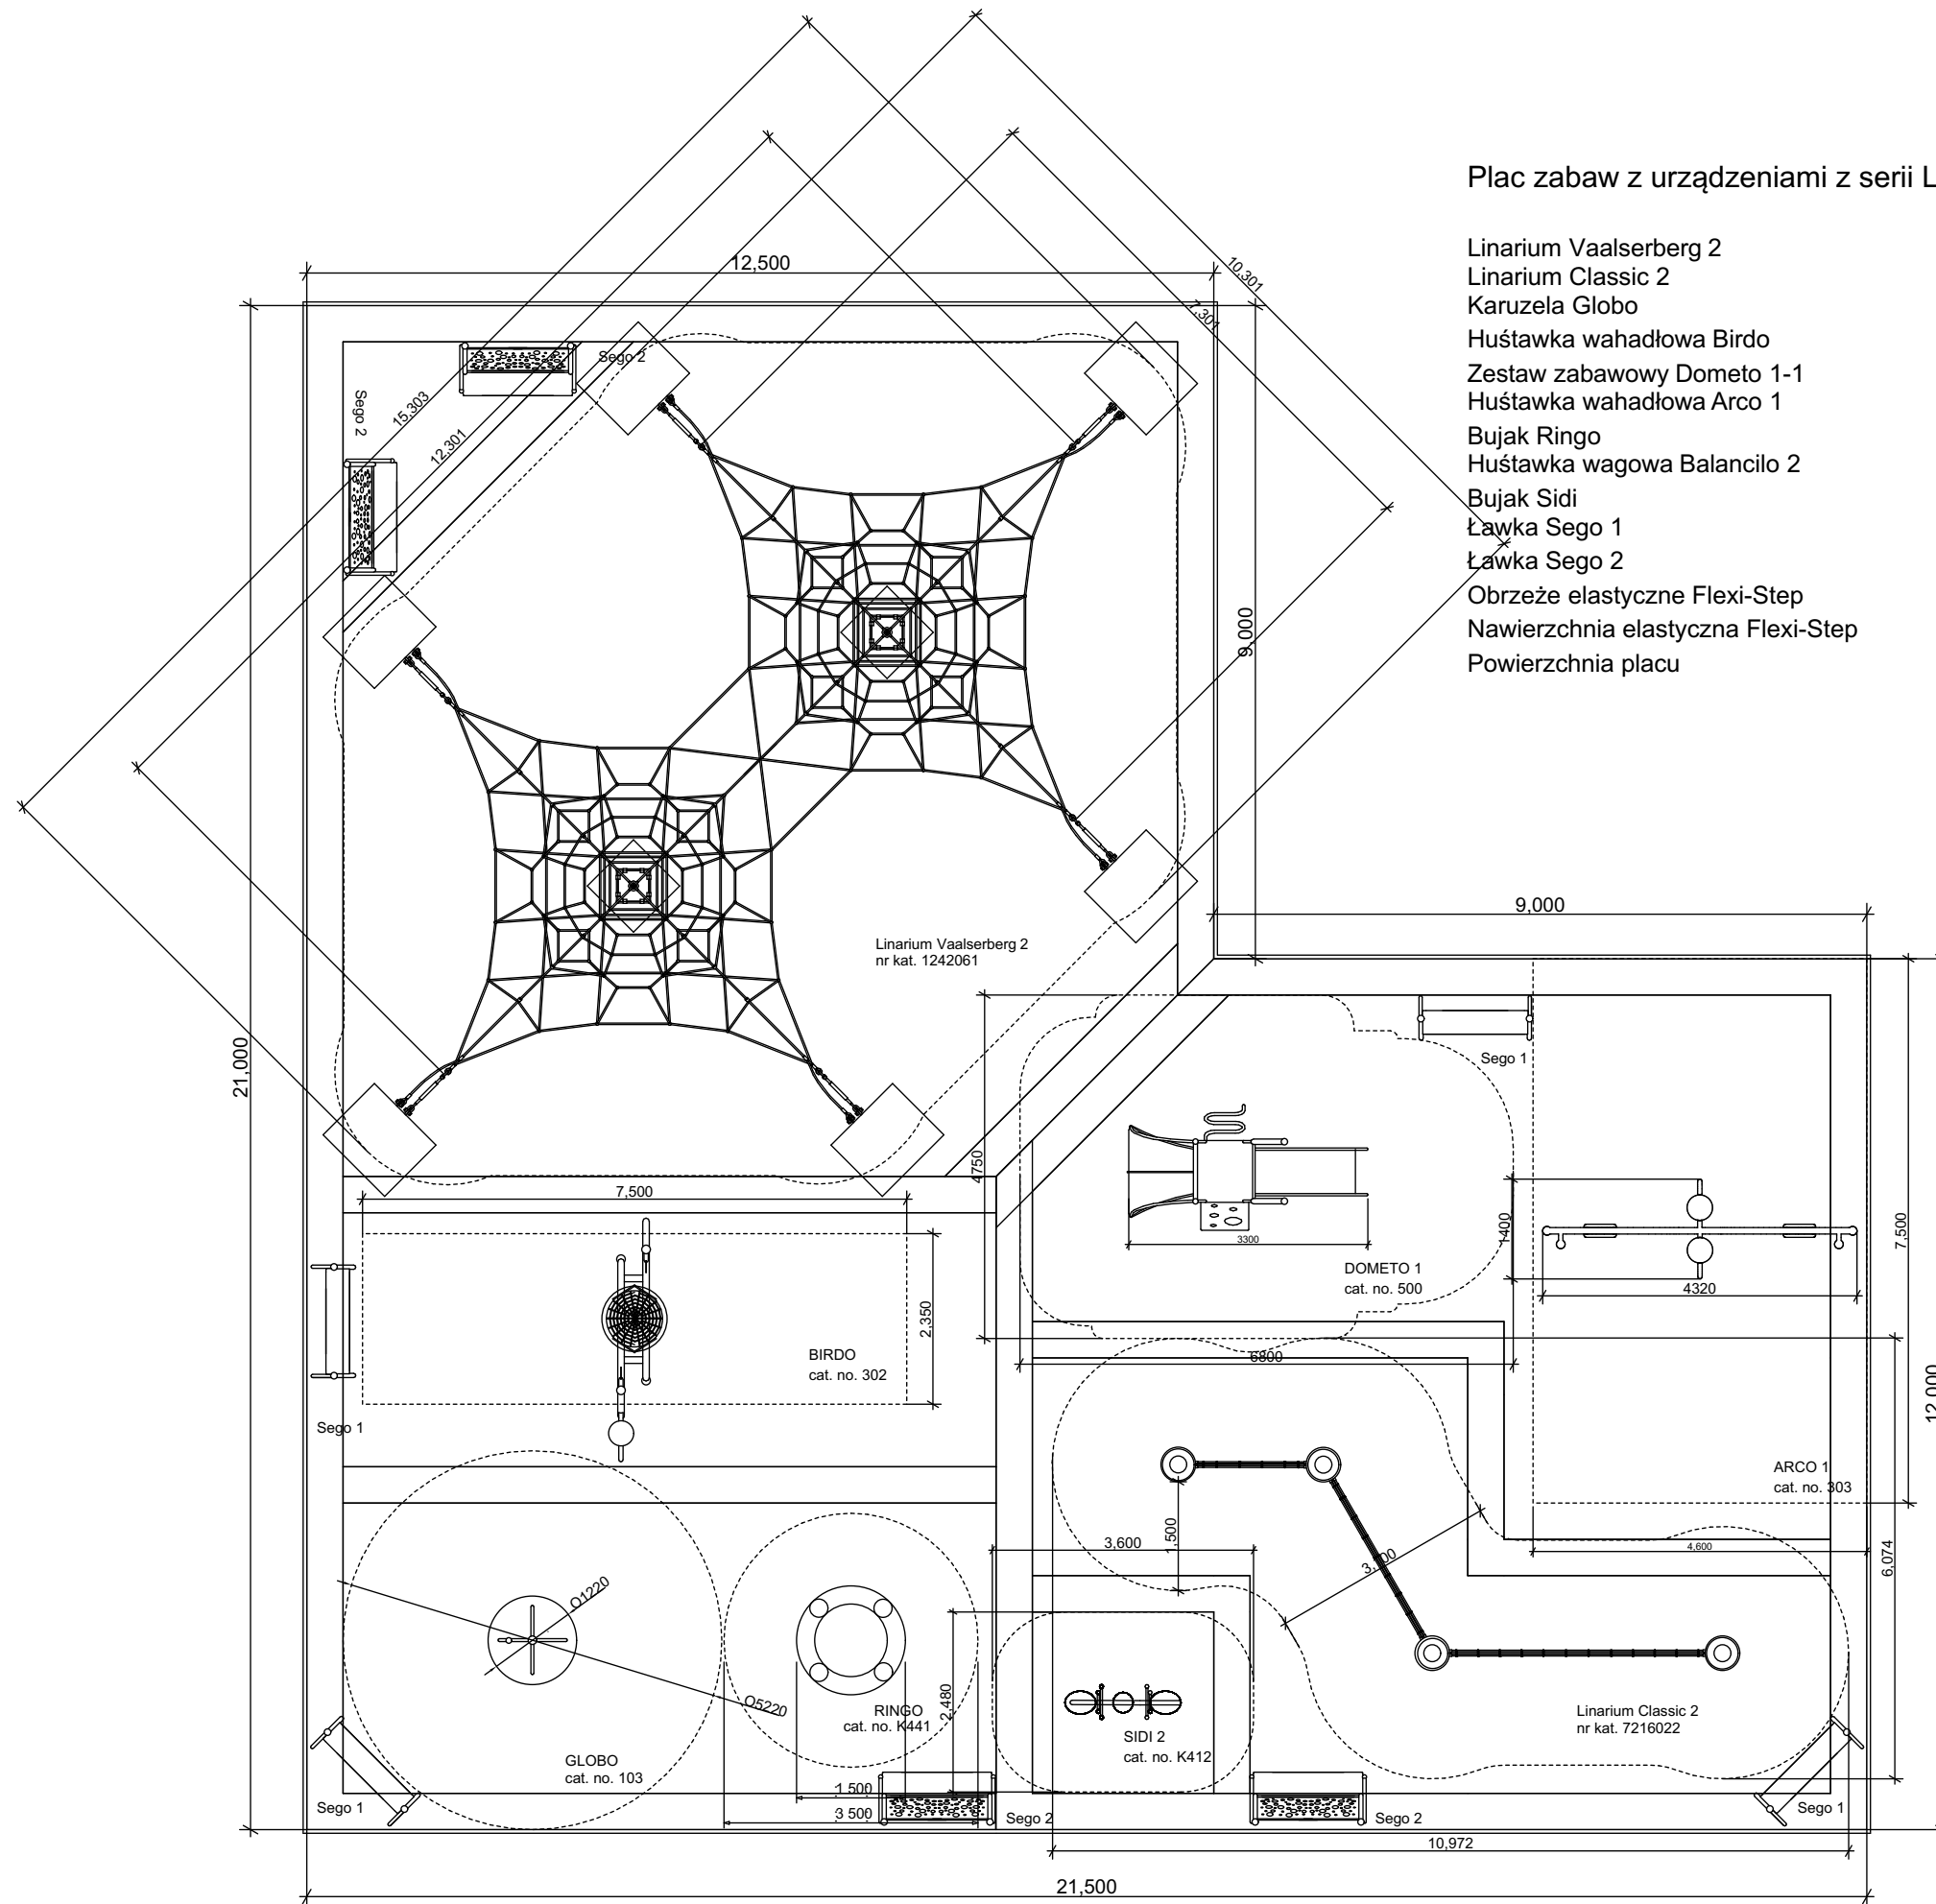 Plac zabaw z urządzeniami z serii L
Linarium Vaalserberg 2
Linarium Classic 2
Karuzela Globo
Huśtawka wahadłowa Birdo
Zestaw zabawowy Dometo 1-1
Huśtawka wahadłowa Arco 1
Bujak Ringo
Huśtawka wagowa Balancilo 2
Bujak Sidi
Ławka Sego 1
Ławka Sego 2
Obrzeże elastyczne Flexi-Step
Nawierzchnia elastyczna Flexi-Step
Powierzchnia placu
12,500
10,301
7,301
Sego 2
Sego 2
15,303
12,301
9,000
9,000
Linarium Vaalserberg 2
nr kat. 1242061
21,000
Sego 1
4750
7,500
3300
1400
4320
7,500
DOMETO 1
cat. no. 500
2,350
BIRDO
cat. no. 302
6800
12,000
Sego 1
ARCO 1
cat. no. 303
1,500
3,600
4,600
6,074
O1220
O5220
2,480
RINGO
cat. no. K441
SIDI 2
cat. no. K412
Linarium Classic 2
nr kat. 7216022
GLOBO
cat. no. 103
1 500
3 500
Sego 1
Sego 2
Sego 2
Sego 1
10,972
21,500